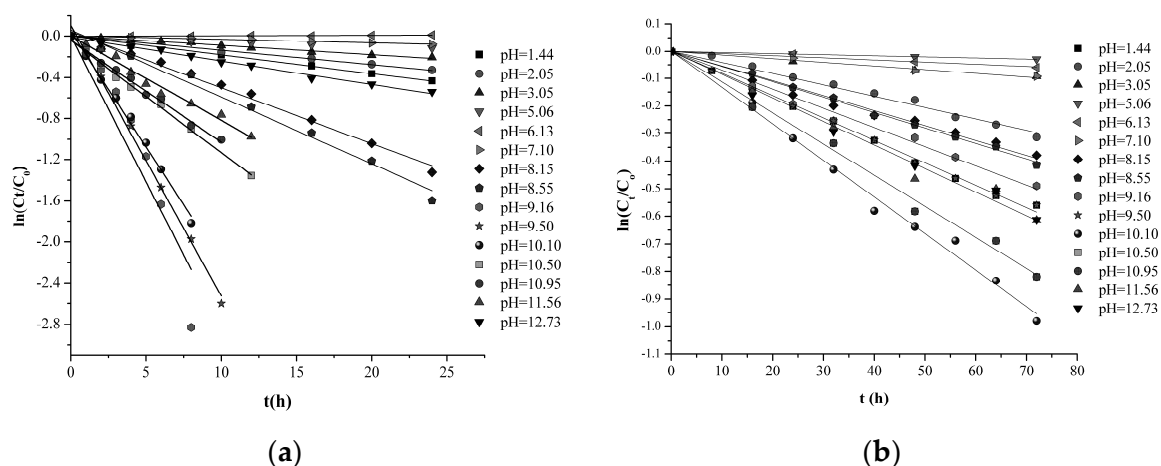 0.0
-0.4
-0.8
-1.2
-1.6
-2.0
-2.4
-2.8
ln(Ct/C₀)
0 5 10 15 20 25
t(h)
pH=1.44
pH=2.05
pH=3.05
pH=5.06
pH=6.13
pH=7.10
pH=8.15
pH=8.55
pH=9.16
pH=9.50
pH=10.10
pH=10.50
pH=10.95
pH=11.56
pH=12.73
(a)
0.1
0.0
-0.1
-0.2
-0.3
-0.4
-0.5
-0.6
-0.7
-0.8
-0.9
-1.0
-1.1
ln(Cₜ/Cₒ)
0 10 20 30 40 50 60 70 80
t (h)
pH=1.44
pH=2.05
pH=3.05
pH=5.06
pH=6.13
pH=7.10
pH=8.15
pH=8.55
pH=9.16
pH=10.10
pH=10.50
pH=10.95
pH=11.56
pH=12.73
(b)